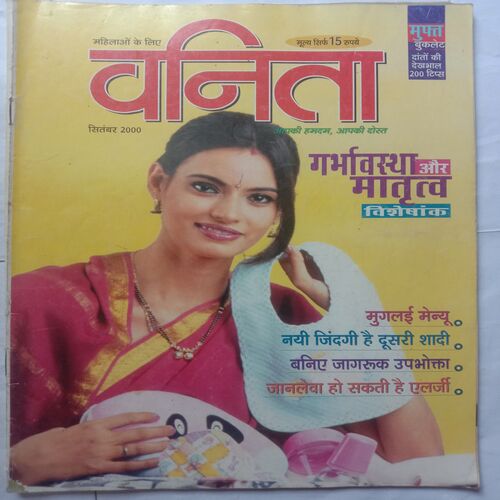 महिलाओं के लिए
मूल्य सिर्फ 15 रुपये
वनिता
सितंबर 2000
आपकी हमदम, आपकी दोस्त
मुफ्त
बुकलेट
दांतों की
देखभाल
200 टिप्स
गर्भावस्था और
मातृत्व
विशेषांक
मुगलई मेन्यू
नयी जिंदगी है दूसरी शादी
बनिए जागरूक उपभोक्ता
जानलेवा हो सकती है एलर्जी